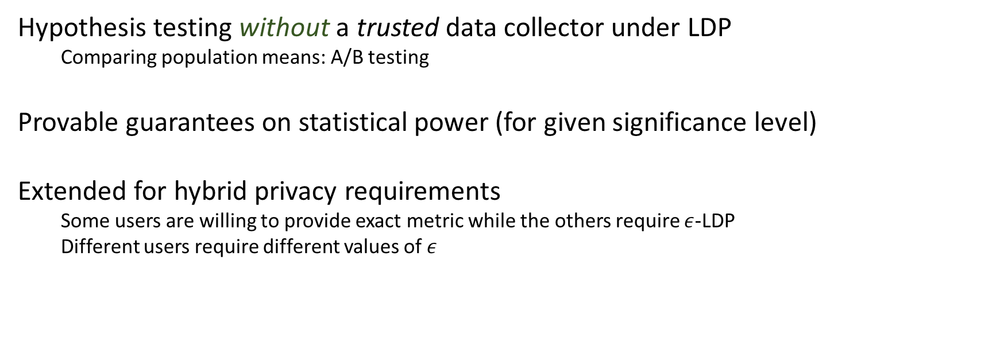 Hypothesis testing without a trusted data collector under LDP
Comparing population means: A/B testing
Provable guarantees on statistical power (for given significance level)
Extended for hybrid privacy requirements
Some users are willing to provide exact metric while the others require ϵ-LDP
Different users require different values of ϵ